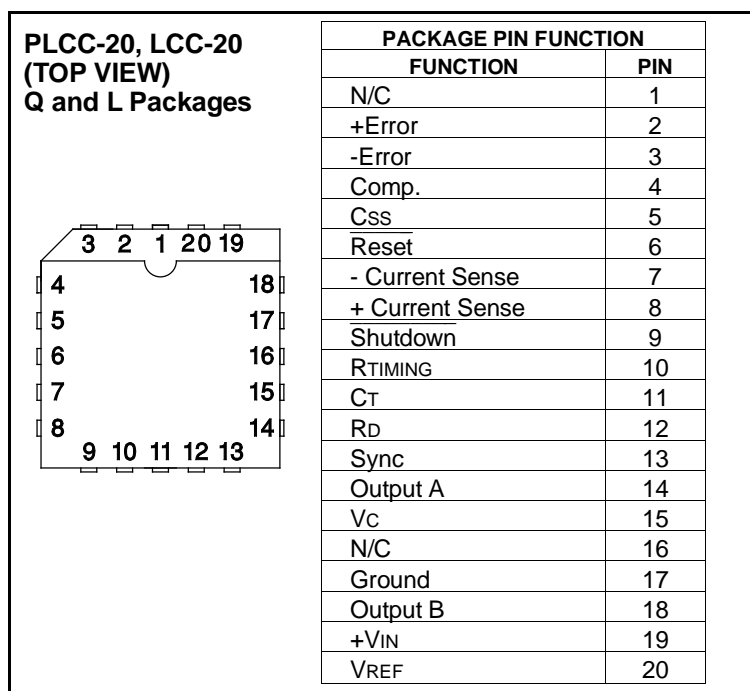 PLCC-20, LCC-20
(TOP VIEW)
Q and L Packages
3 2 1 20 19
4 18
5 17
6 16
7 15
8 14
9 10 11 12 13
PACKAGE PIN FUNCTION
FUNCTION PIN
N/C 1
+Error 2
-Error 3
Comp. 4
CSS 5
Reset 6
- Current Sense 7
+ Current Sense 8
Shutdown 9
RTIMING 10
CT 11
RD 12
Sync 13
Output A 14
VC 15
N/C 16
Ground 17
Output B 18
+VIN 19
VREF 20